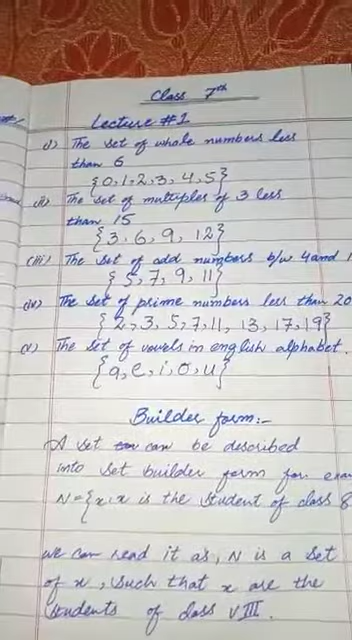 Class 7th
Lecture #1
i) The set of whole numbers less
than 6
{0,1,2,3,4,5}
ii) The set of multiples of 3 less
than 15
{3,6,9,12}
(iii) The set of odd numbers b/w 4 and 1
{5,7,9,11}
(iv) The set of prime numbers less than 20
{2,3,5,7,11,13,17,19}
(v) The set of vowels in english alphabet.
{a,e,i,o,u}
Builder form:-
A set can be described
into set builder form for exa
N={x:x is the student of class 8
we can read it as, N is a set
of x, such that x are the
students of class VIII.